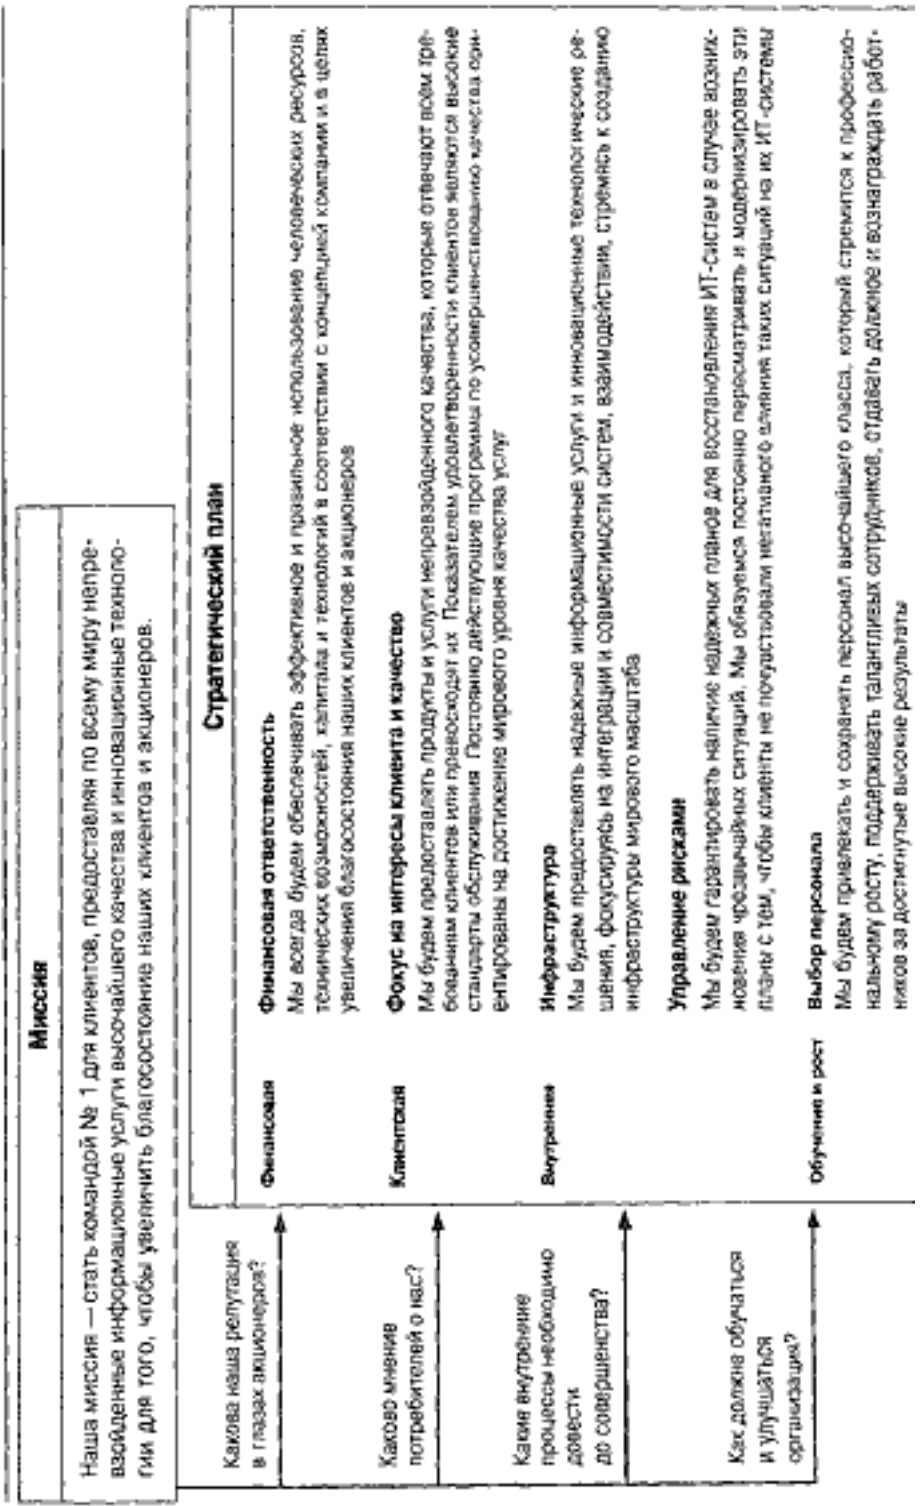 Миссия
Наша миссия — стать командой № 1 для клиентов, предоставляя по всему миру непре-
взойденные информационные услуги высочайшего качества и инновационные техноло-
гии для того, чтобы увеличить благосостояние наших клиентов и акционеров.
Стратегический план
Какова наша репутация
в глазах акционеров?
Финансовая
Финансовая ответственность
Мы всегда будем обеспечивать эффективное и правильное использование человеческих ресурсов,
технических возможностей, капитала и технологий в соответствии с концепцией компании и в целях
увеличения благосостояния наших клиентов и акционеров
Каково мнение
потребителей о нас?
Клиентская
Фокус на интересы клиента и качество
Мы будем предоставлять продукты и услуги непревзойденного качества, которые отвечают всем тре-
бованиям клиентов или превосходят их. Показателем удовлетворенности клиентов являются высокие
стандарты обслуживания. Постоянно действующие программы по усовершенствованию качества ори-
ентированы на достижение мирового уровня качества услуг
Какие внутренние
процессы необходимо
довести
до совершенства?
Внутренняя
Инфраструктура
Мы будем предоставлять надежные информационные услуги и инновационные технологические ре-
шения, фокусируясь на интеграции и совместимости систем, взаимодействии, стремясь к созданию
инфраструктуры мирового масштаба
Управление рисками
Мы будем гарантировать наличие надежных планов для восстановления ИТ-систем в случае возник-
новения чрезвычайных ситуаций. Мы обязуемся постоянно пересматривать и модернизировать эти
планы с тем, чтобы клиенты не почувствовали негативного влияния таких ситуаций на их ИТ-системы
Как должна обучаться
и улучшаться
организация?
Обучение и рост
Выбор персонала
Мы будем привлекать и сохранять персонал высочайшего класса, который стремится к профессио-
нальному росту, поддерживать талантливых сотрудников, отдавать должное и вознаграждать работ-
ников за достигнутые высокие результаты